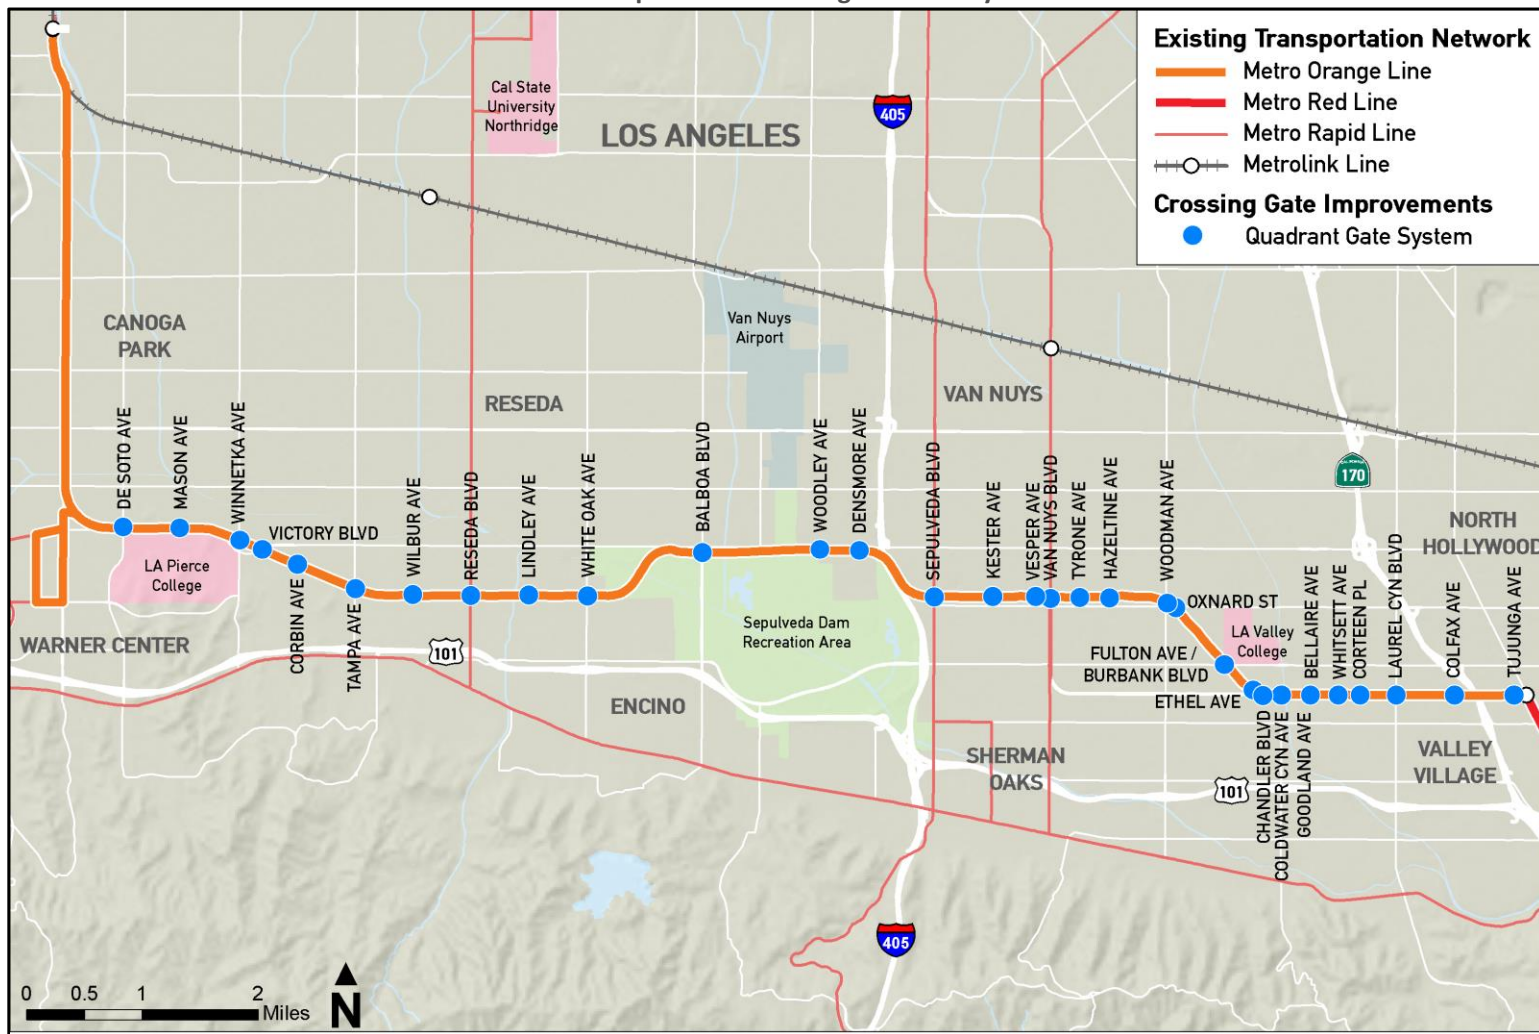 Existing Transportation Network
Metro Orange Line
Metro Red Line
Metro Rapid Line
Metrolink Line
Crossing Gate Improvements
Quadrant Gate System
Cal State
University
Northridge
LOS ANGELES
405
CANOGA
PARK
Van Nuys
Airport
RESEDA
VAN NUYS
170
NORTH
HOLLYWOOD
DE SOTO AVE
MASON AVE
WINNETKA AVE
VICTORY BLVD
CORBIN AVE
TAMPA AVE
WILBUR AVE
RESEDA BLVD
LINDLEY AVE
WHITE OAK AVE
BALBOA BLVD
WOODLEY AVE
DENSMORE AVE
SEPULVEDA BLVD
KESTER AVE
VESPER AVE
VAN NUYS BLVD
TYRONE AVE
HAZELTINE AVE
WOODMAN AVE
OXNARD ST
FULTON AVE /
BURBANK BLVD
ETHEL AVE
CHANDLER BLVD
COLDWATER CYN AVE
GOODLAND AVE
BELLAIRE AVE
WHITSETT AVE
CORTEEN PL
LAUREL CYN BLVD
COLFAX AVE
TUJUNGA AVE
LA Pierce
College
LA Valley
College
Sepulveda Dam
Recreation Area
WARNER CENTER
101
ENCINO
SHERMAN
OAKS
101
VALLEY
VILLAGE
405
0 0.5 1 2
Miles
N